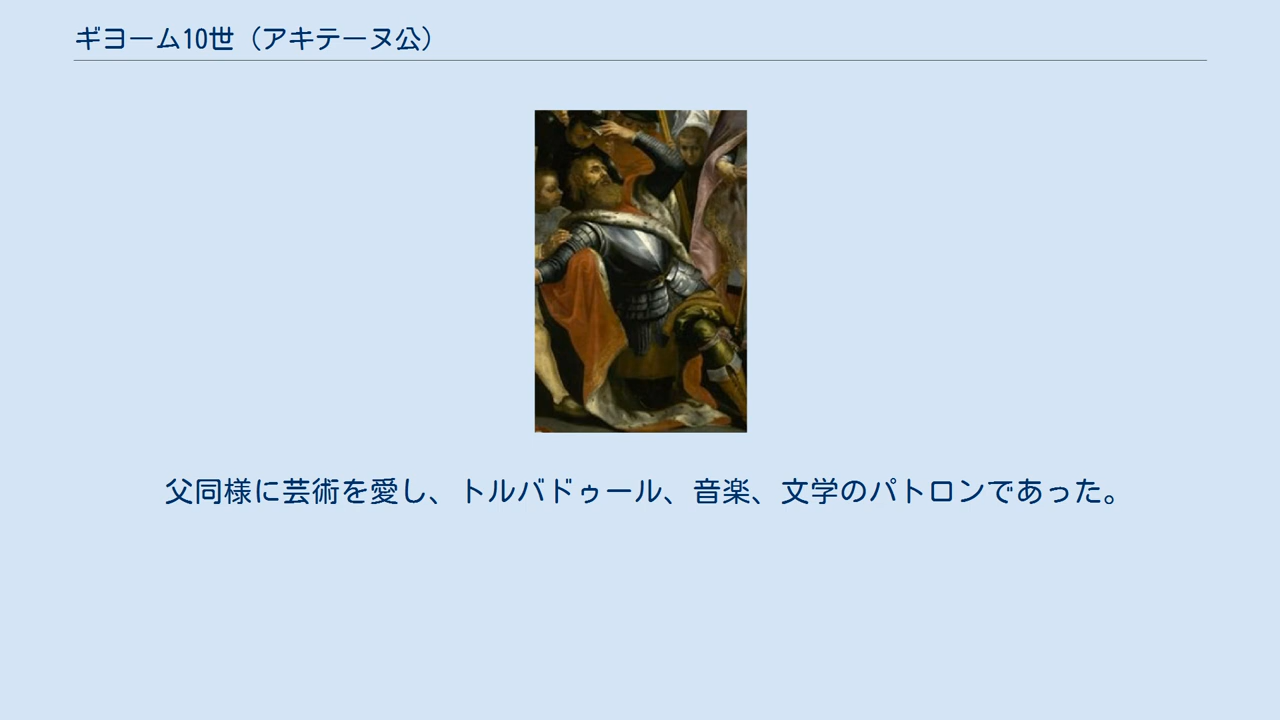 ギヨーム10世（アキテーヌ公）
父同様に芸術を愛し、トルバドゥール、音楽、文学のパトロンであった。